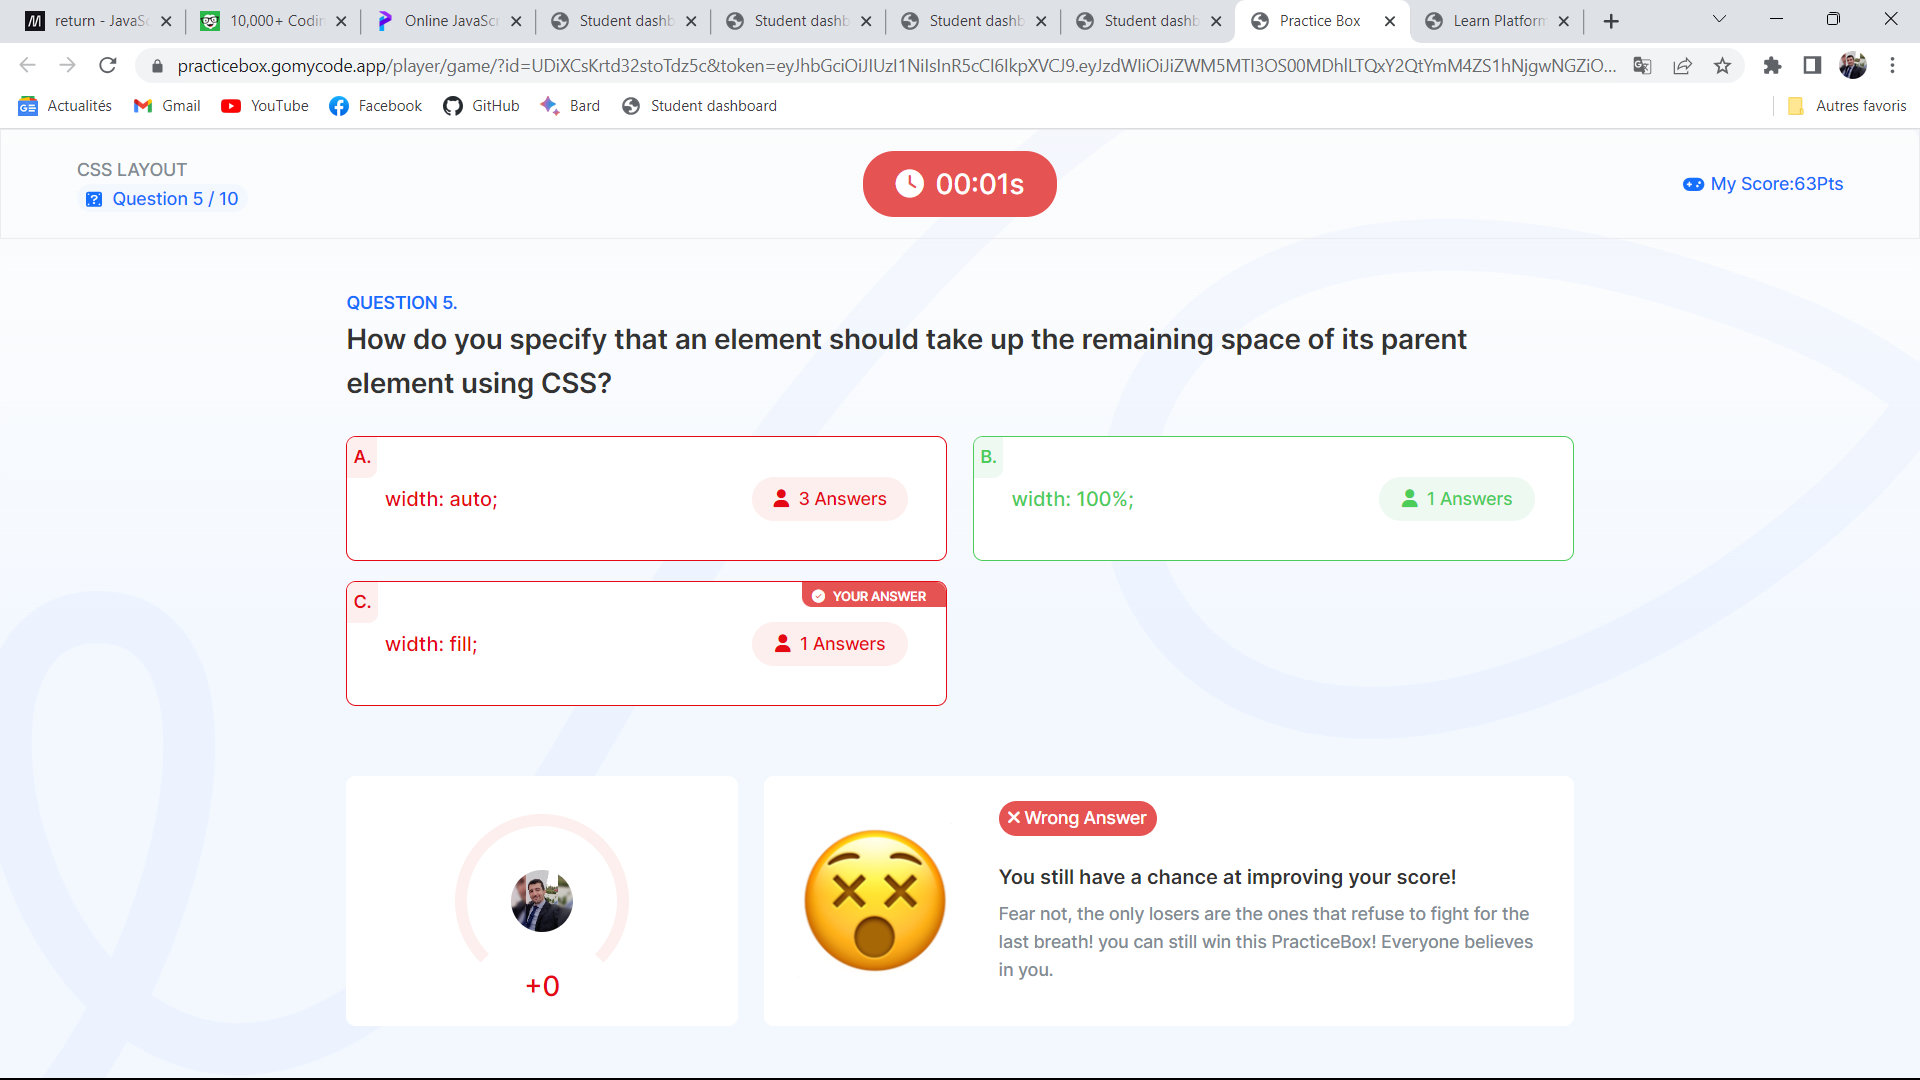 return - JavaSc
10,000+ Codin
Online JavaScr
Student dashb
Student dashb
Student dashb
Student dashb
Practice Box
Learn Platform
practicebox.gomycode.app/player/game/?id=UDiXCsKrtd32stoTdz5c&token=eyJhbGciOiJIUzI1NiIsInR5cCI6IkpXVCJ9.eyJzdWIiOiJiZWM5MTI3OS00MDhlLTQxY2QtYmM4ZS1hNjgwNGZiO...
Actualités
Gmail
YouTube
Facebook
GitHub
Bard
Student dashboard
Autres favoris
CSS LAYOUT
Question 5 / 10
00:01s
My Score:63Pts
QUESTION 5.
How do you specify that an element should take up the remaining space of its parent
element using CSS?
A.
width: auto;
3 Answers
B.
width: 100%;
1 Answers
C.
YOUR ANSWER
width: fill;
1 Answers
+0
Wrong Answer
You still have a chance at improving your score!
Fear not, the only losers are the ones that refuse to fight for the
last breath! you can still win this PracticeBox! Everyone believes
in you.